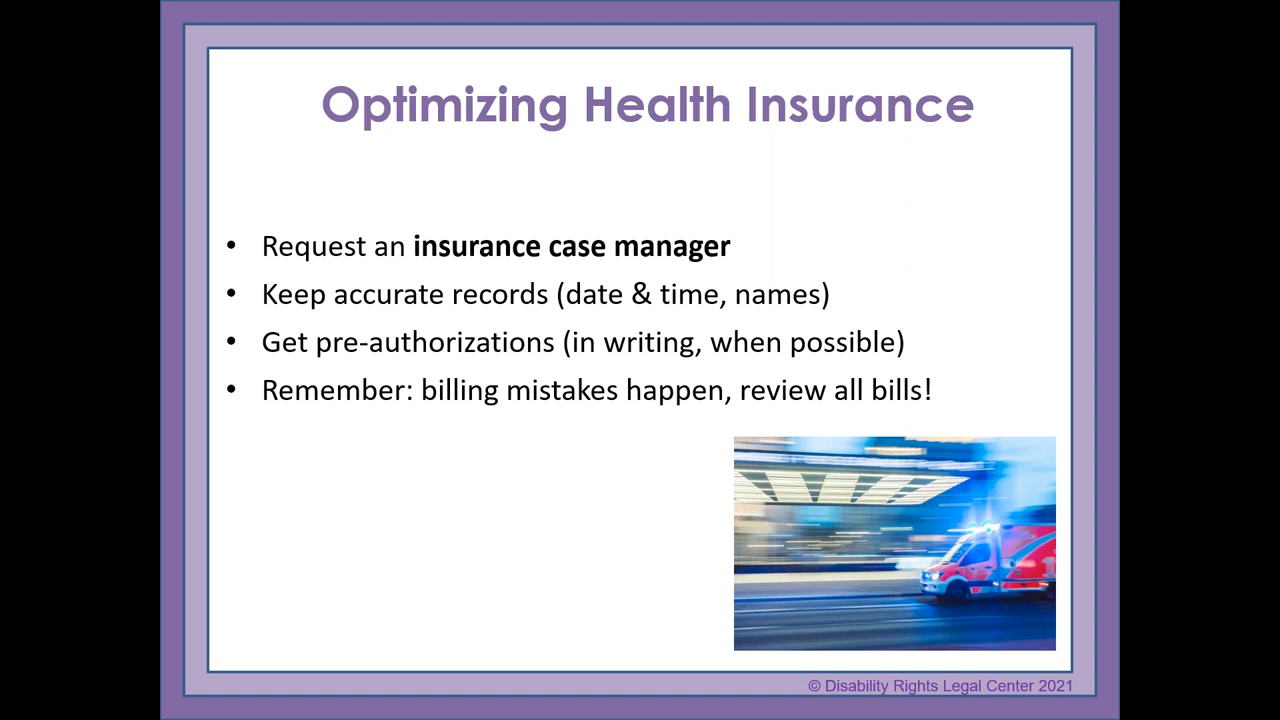 Optimizing Health Insurance
• Request an insurance case manager
• Keep accurate records (date & time, names)
• Get pre-authorizations (in writing, when possible)
• Remember: billing mistakes happen, review all bills!
© Disability Rights Legal Center 2021